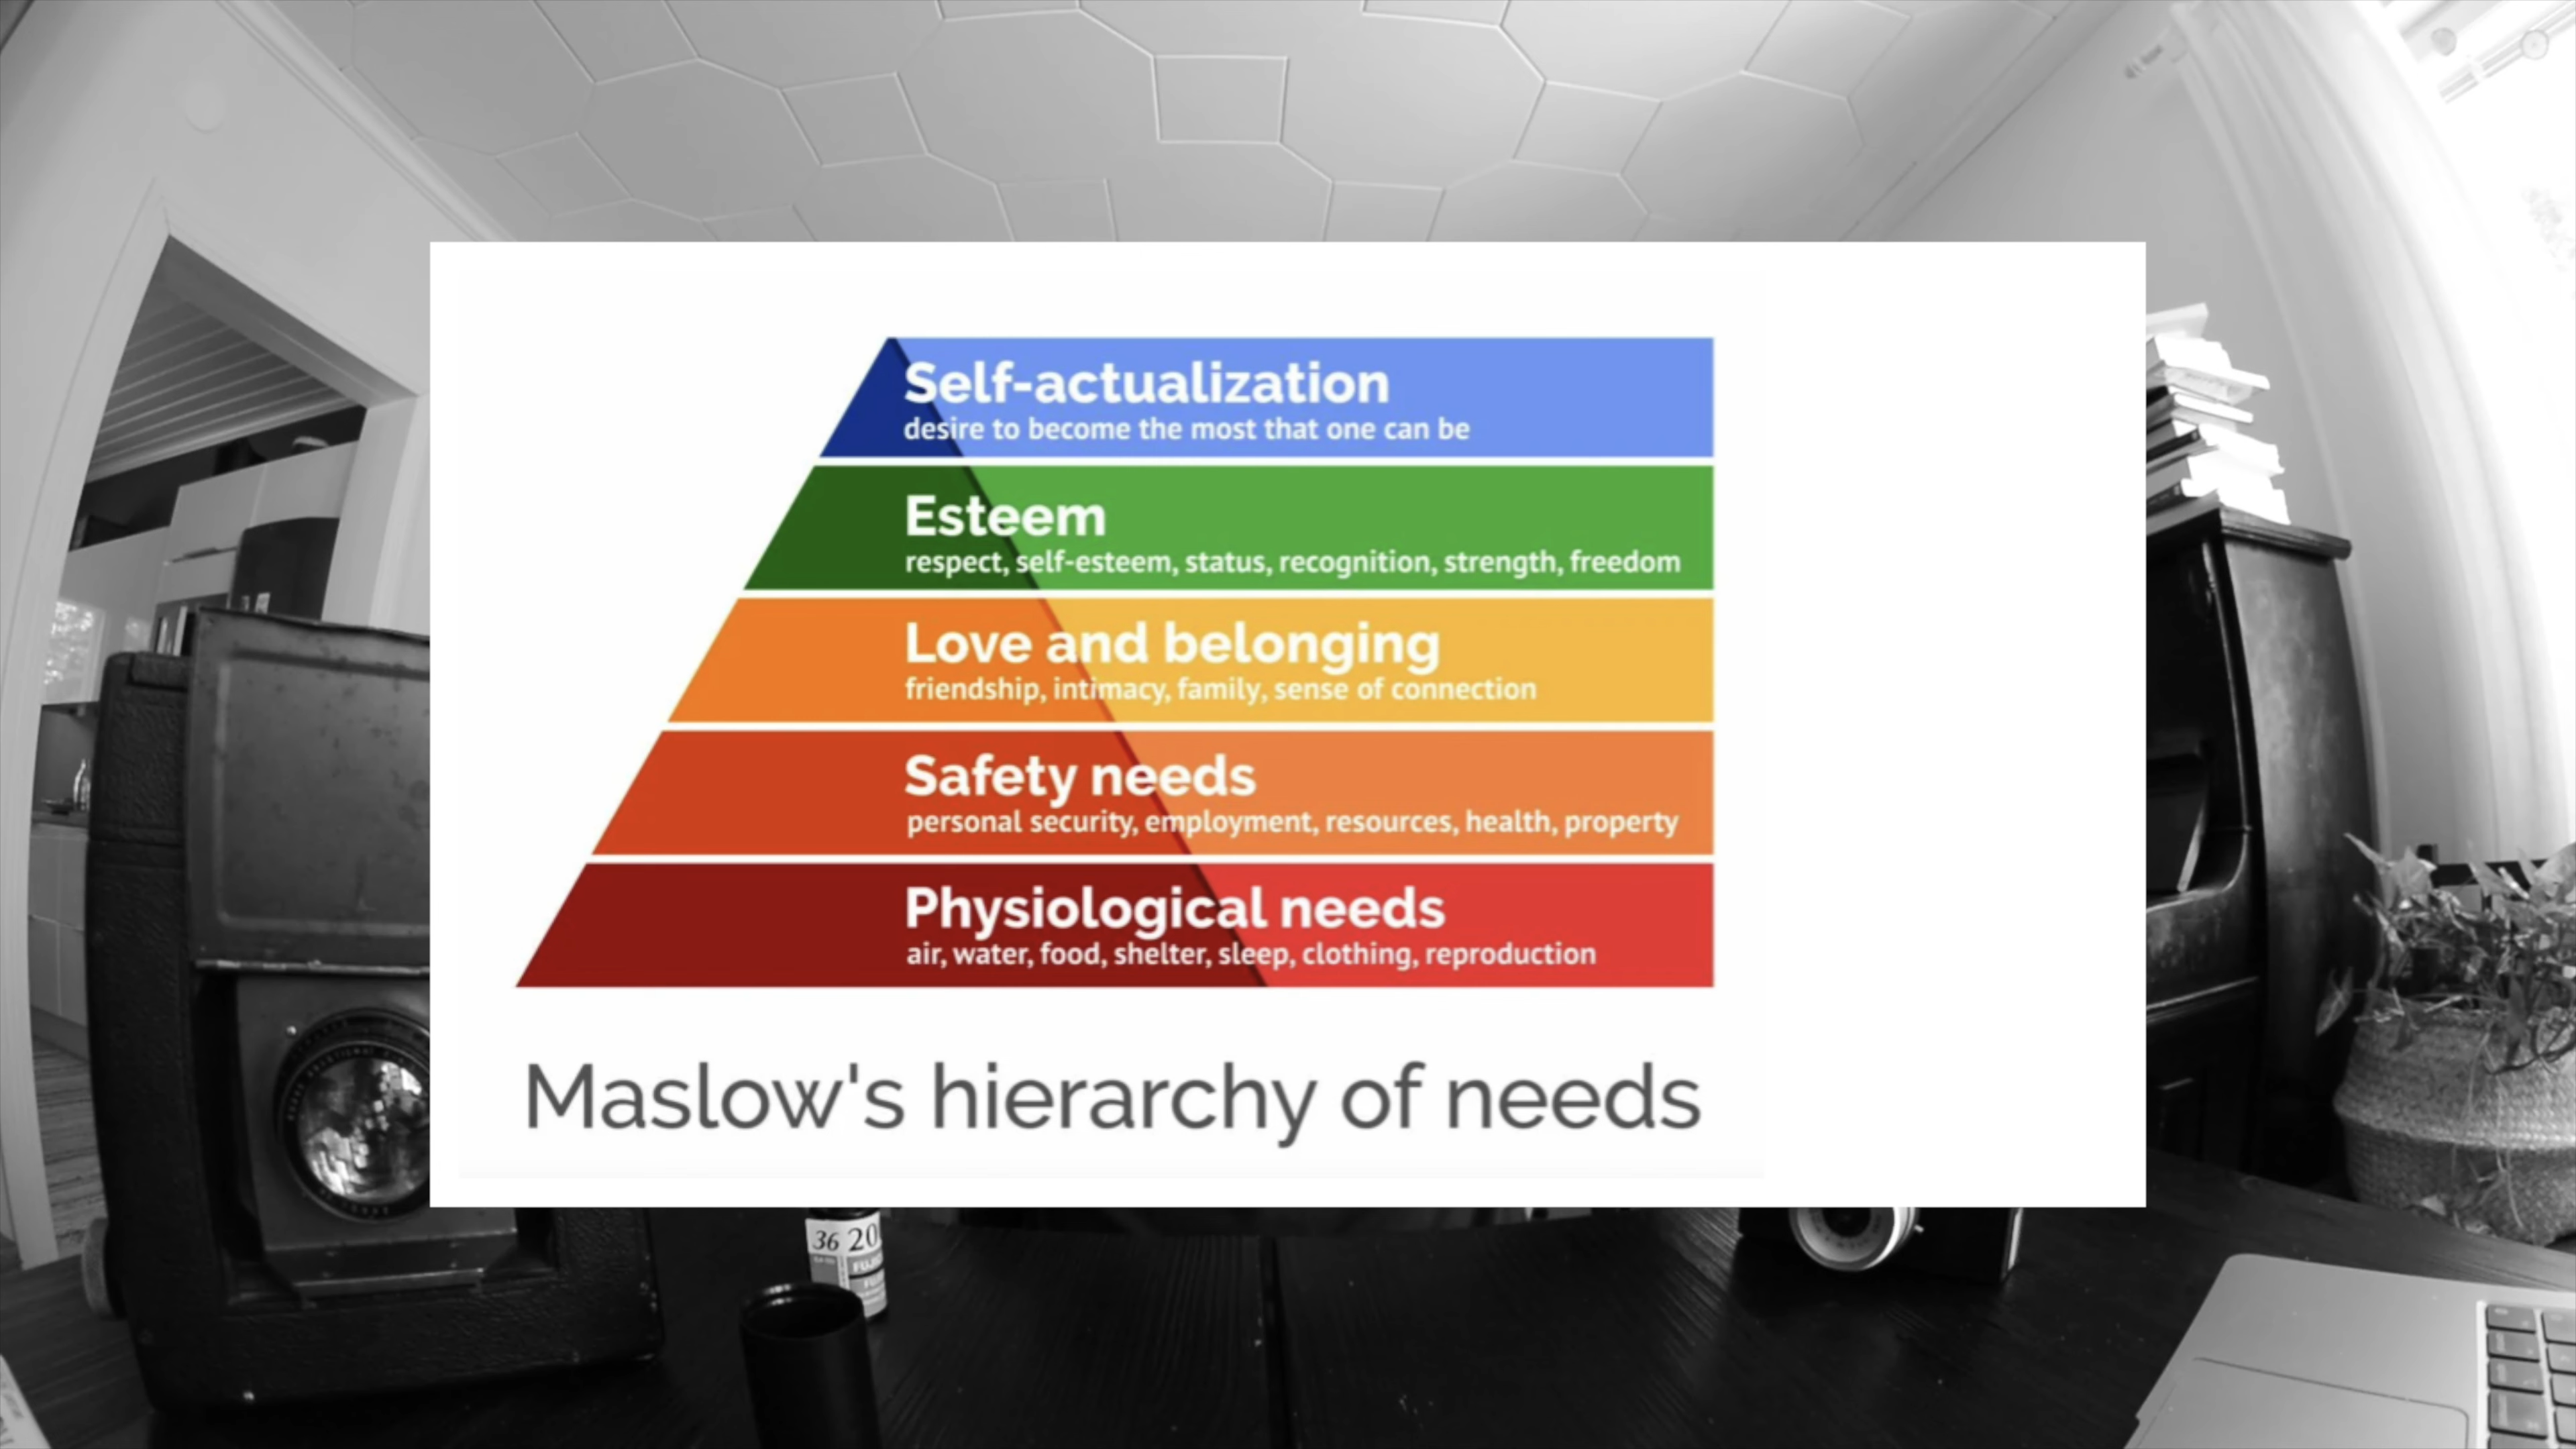 Self-actualization
desire to become the most that one can be
Esteem
respect, self-esteem, status, recognition, strength, freedom
Love and belonging
friendship, intimacy, family, sense of connection
Safety needs
personal security, employment, resources, health, property
Physiological needs
air, water, food, shelter, sleep, clothing, reproduction
Maslow's hierarchy of needs
36 20